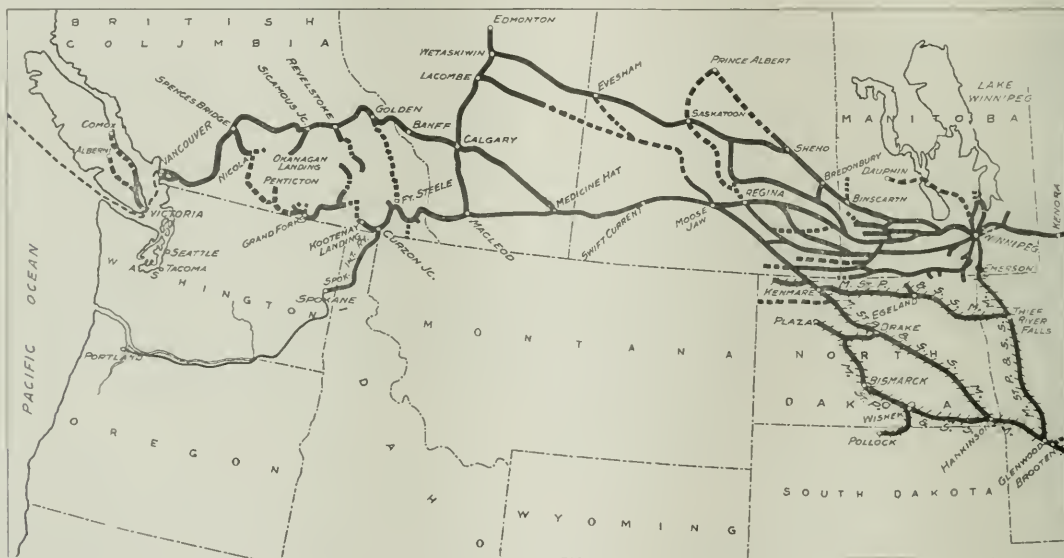 BRITISH
COLUMBIA
EDMONTON
WETASKIWIN
LACOMBE
EVESHAM
PRINCE ALBERT
LAKE
WINNIPEG
SPENCES BRIDGE
SICAMOUS JC.
REVELSTOKE
GOLDEN
BANFF
CALGARY
SASKATOON
MANITOBA
COMOX
ALBERNI
VANCOUVER
NICOLA
OKANAGAN
LANDING
PENTICTON
FT. STEELE
MEDICINE HAT
SHEHO
BREDENBURY
DAUPHIN
REGINA
BINSCARTH
KENORA
VICTORIA
GRAND FORKS
KOOTENAY
LANDING
CURZON JC.
MACLEOD
SWIFT CURRENT
MOOSE
JAW
WINNIPEG
SEATTLE
TACOMA
WASHINGTON
SPOKANE
EMERSON
KENMARE
M. ST. P. & S. S. M.
EGELAND
THIEF
RIVER
FALLS
PLAZA
DRAKE
M. ST. P. & S. S. M.
PACIFIC OCEAN
PORTLAND
MONTANA
NORTH
DAKOTA
BISMARCK
WISHEK
POLLOCK
HANKINSON
GLENWOOD
BROOTEN
OREGON
IDAHO
WYOMING
SOUTH DAKOTA